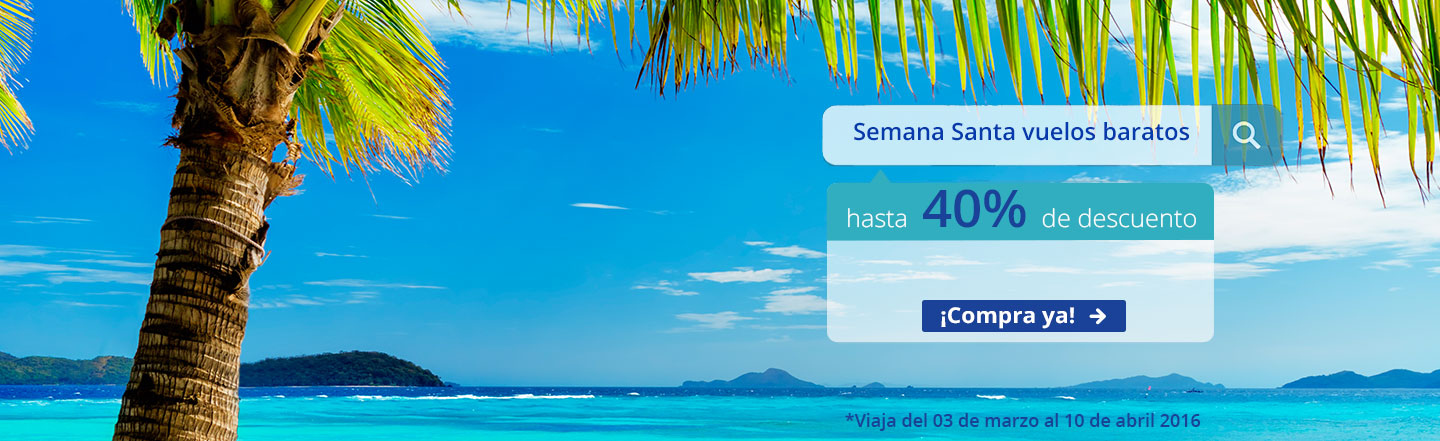 Semana Santa vuelos baratos
hasta 40% de descuento
¡Compra ya!
*Viaja del 03 de marzo al 10 de abril 2016